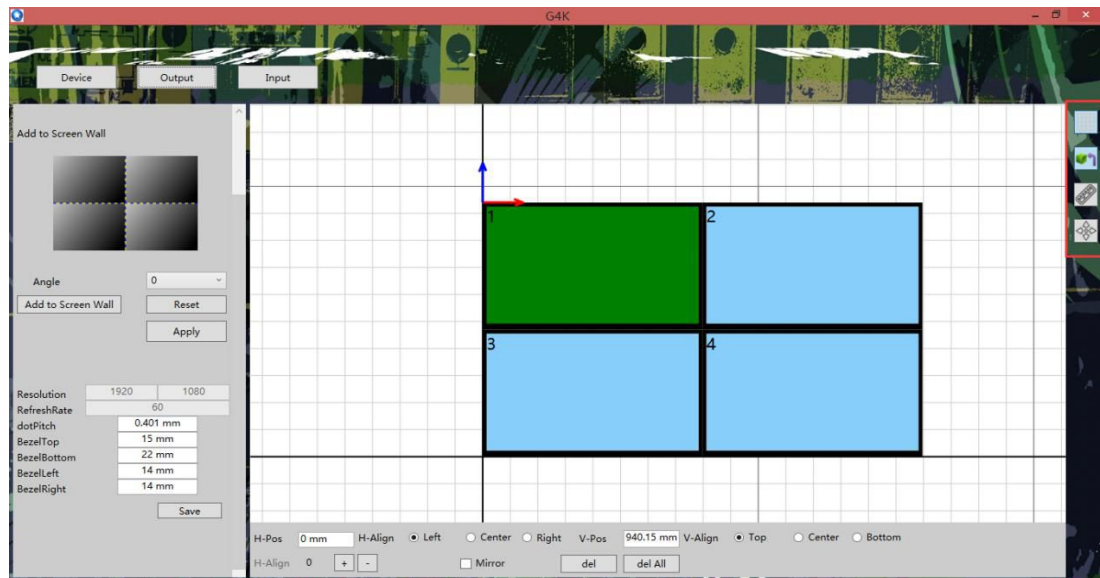 G4K
Device Output Input
Add to Screen Wall
1 2
3 4
Angle 0
Add to Screen Wall Reset
Apply
Resolution 1920 1080
RefreshRate 60
dotPitch 0.401 mm
BezelTop 15 mm
BezelBottom 22 mm
BezelLeft 14 mm
BezelRight 14 mm
Save
H-Pos 0 mm H-Align Left Center Right V-Pos 940.15 mm V-Align Top Center Bottom
H-Align 0 + - Mirror del del All